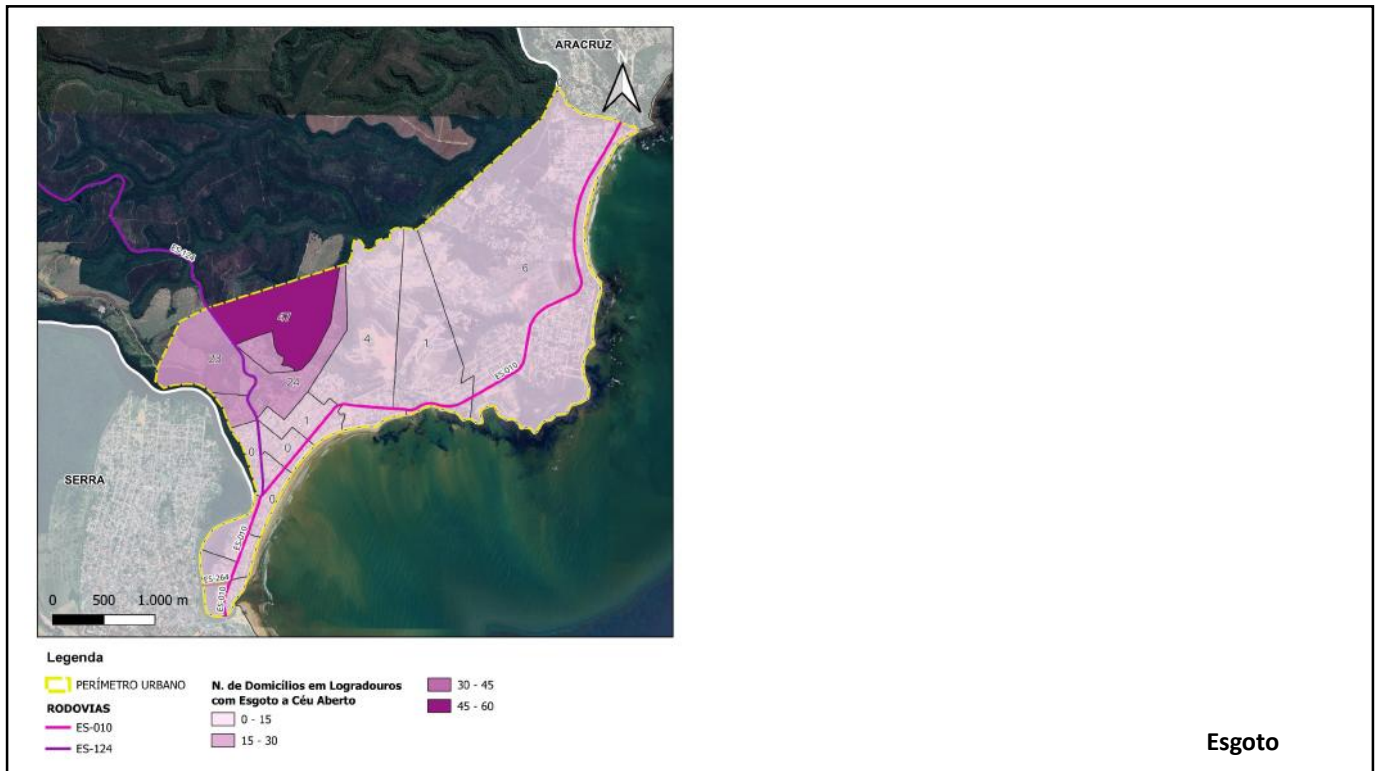 ARACRUZ
N
ES-124
6
47
4
1
23
24
ES-010
1
0
0
SERRA
0
ES-010
ES-264
ES-010
0 500 1.000 m
Legenda
PERÍMETRO URBANO
RODOVIAS
ES-010
ES-124
N. de Domicílios em Logradouros
com Esgoto a Céu Aberto
0 - 15
15 - 30
30 - 45
45 - 60
Esgoto